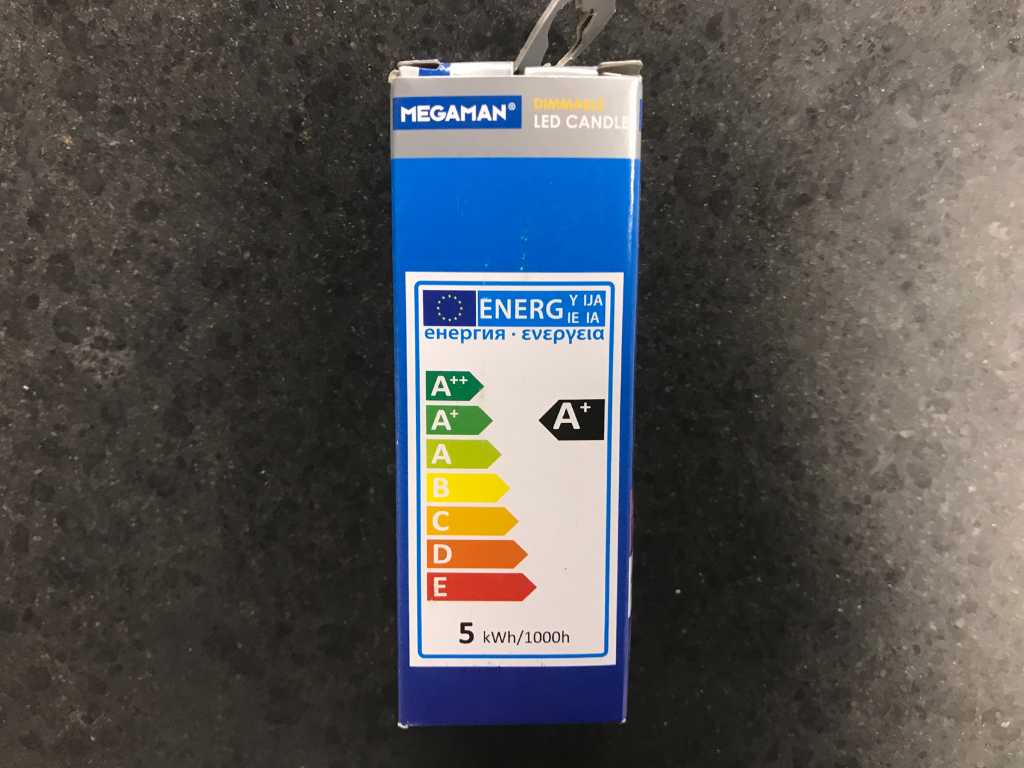 MEGAMAN®
DIMMABLE
LED CANDLE
ENERG Y IJA
IE IA
енергия · ενεργεια
A++
A+
A+
A
B
C
D
E
5 kWh/1000h